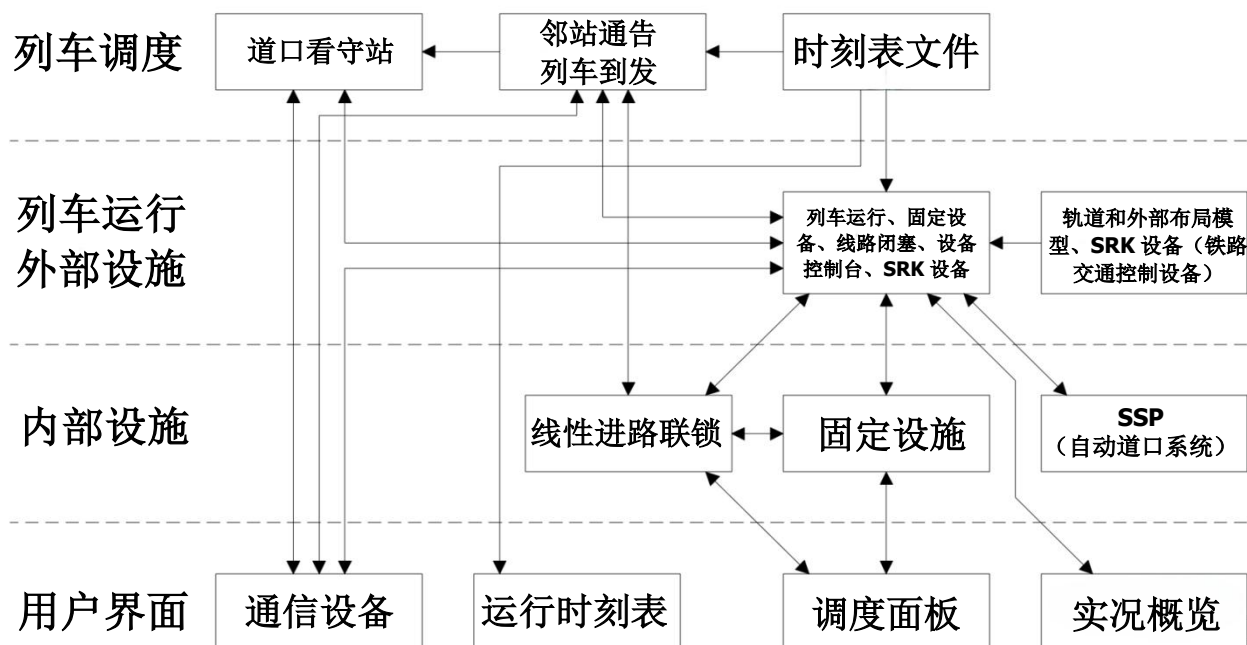 列车调度
道口看守站
邻站通告
列车到发
时刻表文件
列车运行
外部设施
列车运行、固定设
备、线路闭塞、设备
控制台、SRK 设备
轨道和外部布局模
型、SRK 设备（铁路
交通控制设备）
内部设施
线性进路联锁
固定设施
SSP
（自动道口系统）
用户界面
通信设备
运行时刻表
调度面板
实况概览